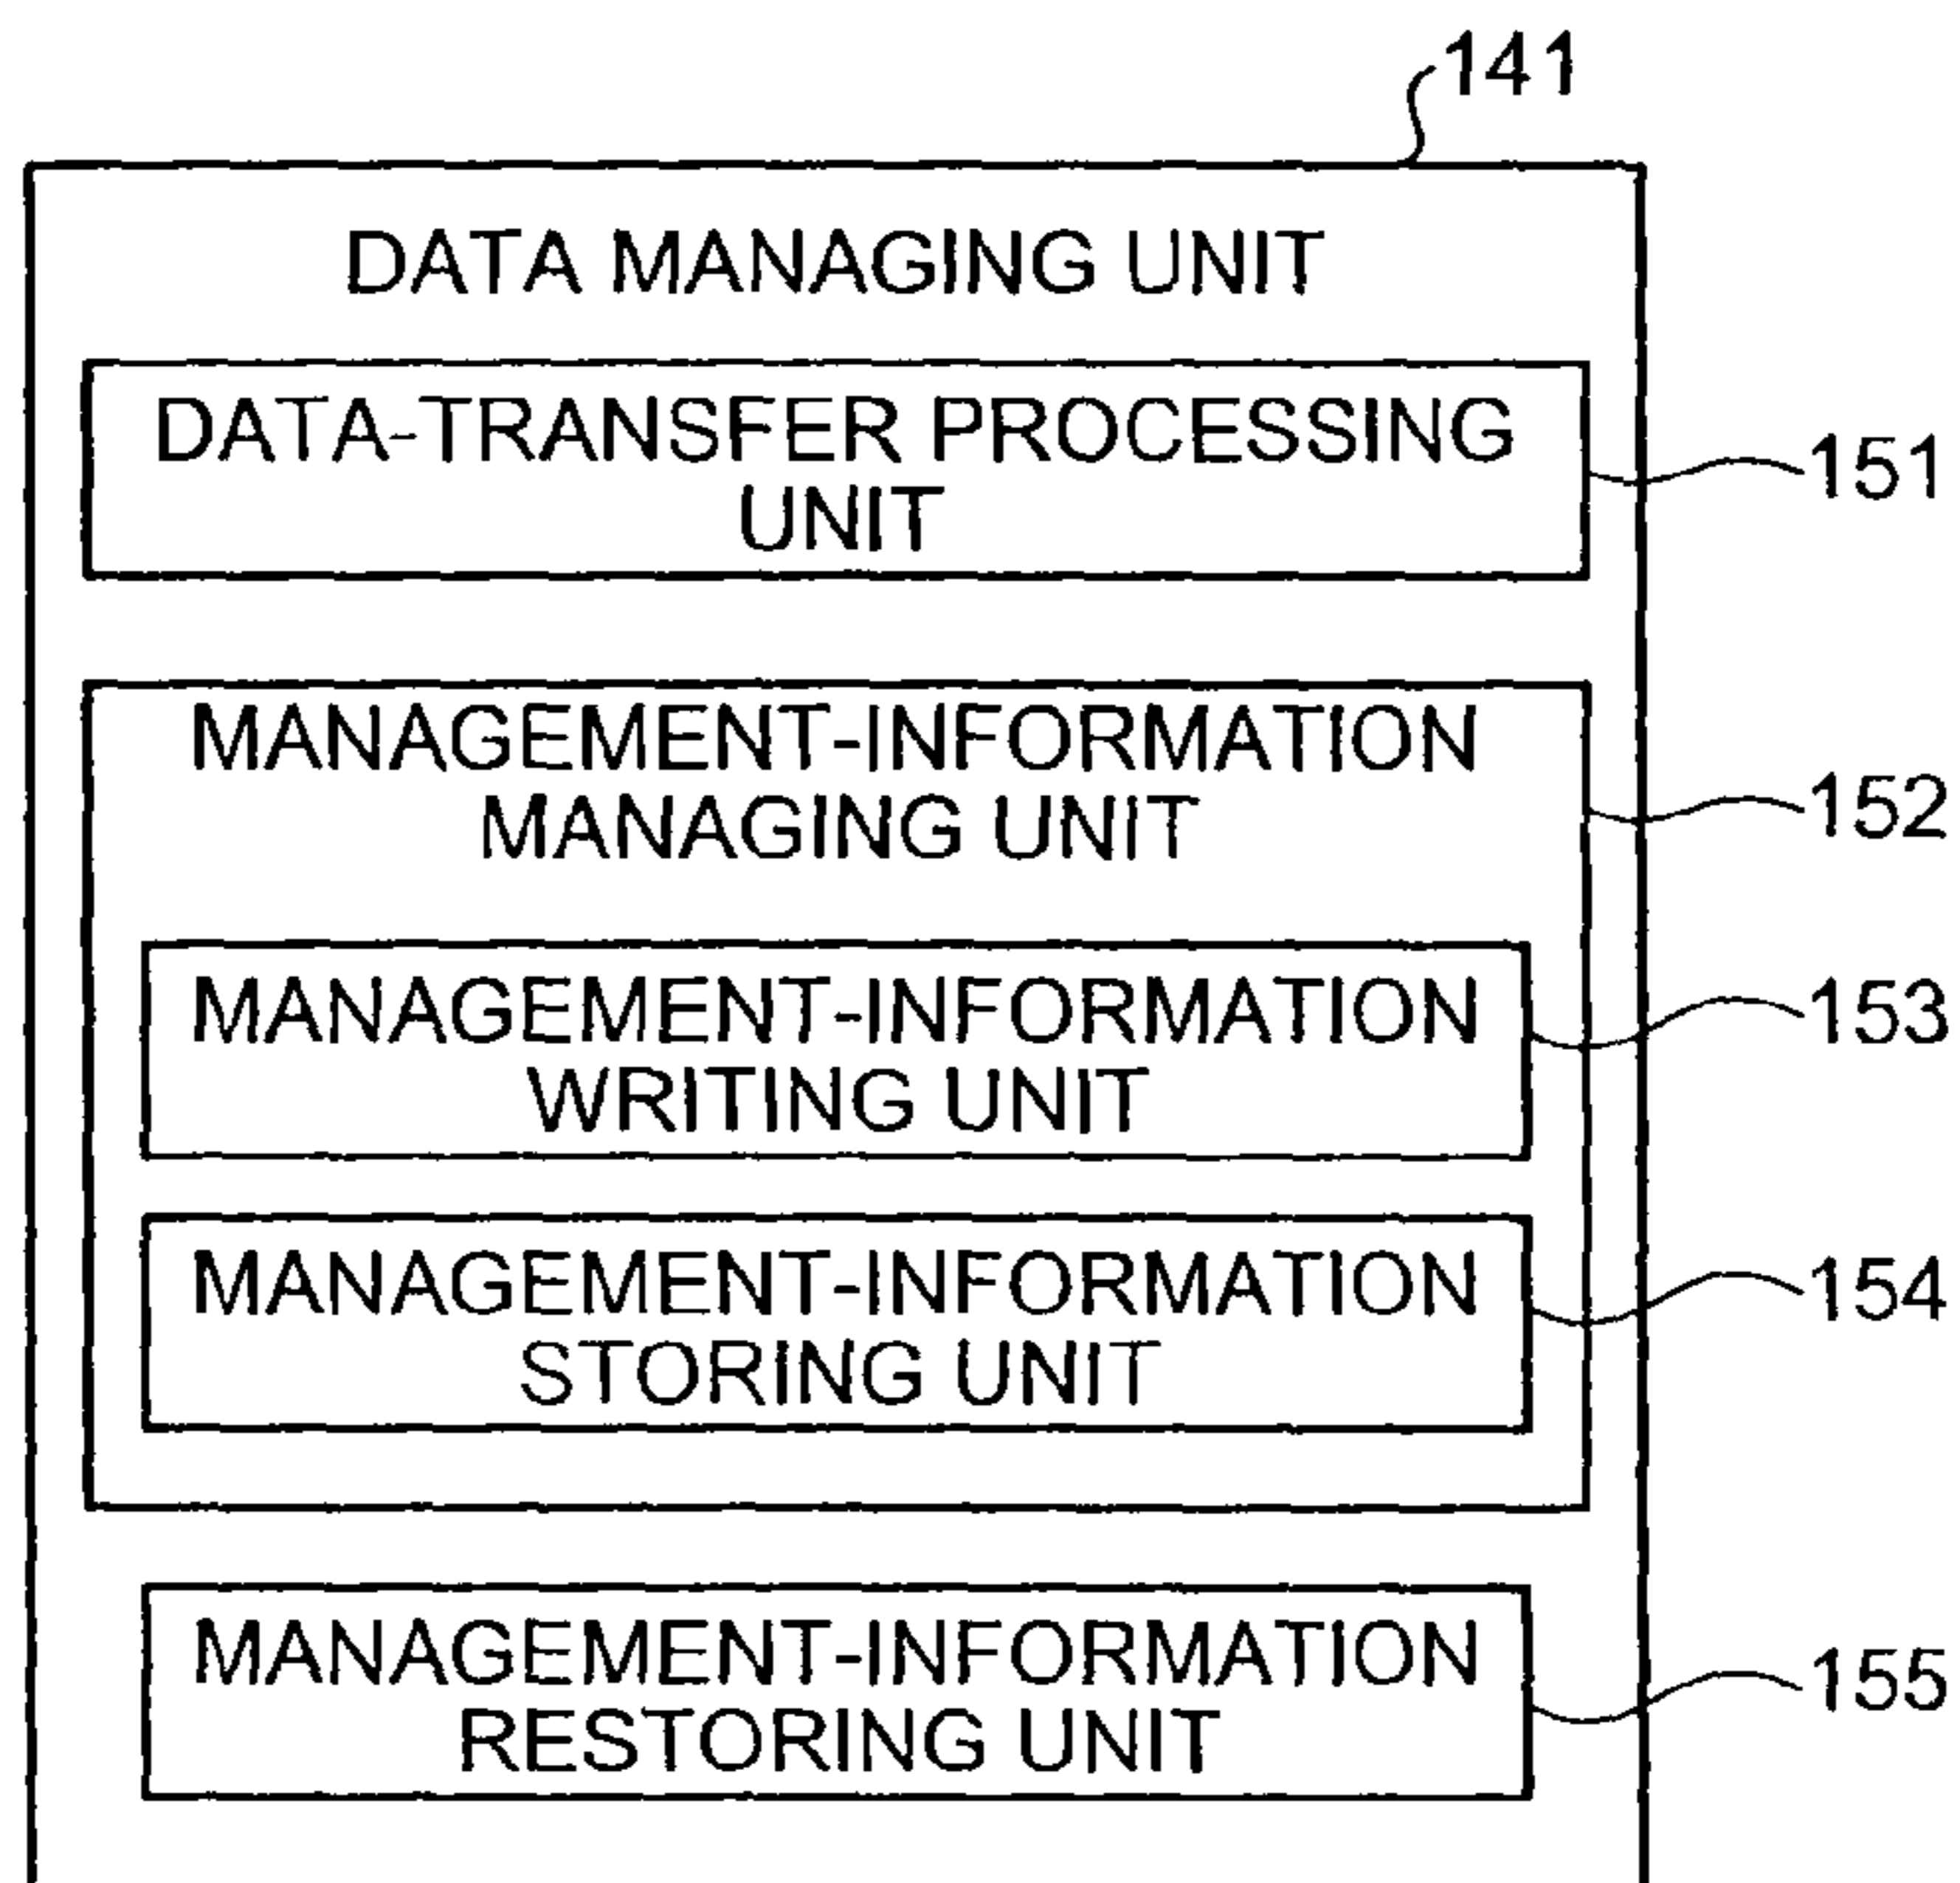 141
DATA MANAGING UNIT
DATA-TRANSFER PROCESSING
UNIT
151
MANAGEMENT-INFORMATION
MANAGING UNIT
152
MANAGEMENT-INFORMATION
WRITING UNIT
153
MANAGEMENT-INFORMATION
STORING UNIT
154
MANAGEMENT-INFORMATION
RESTORING UNIT
155